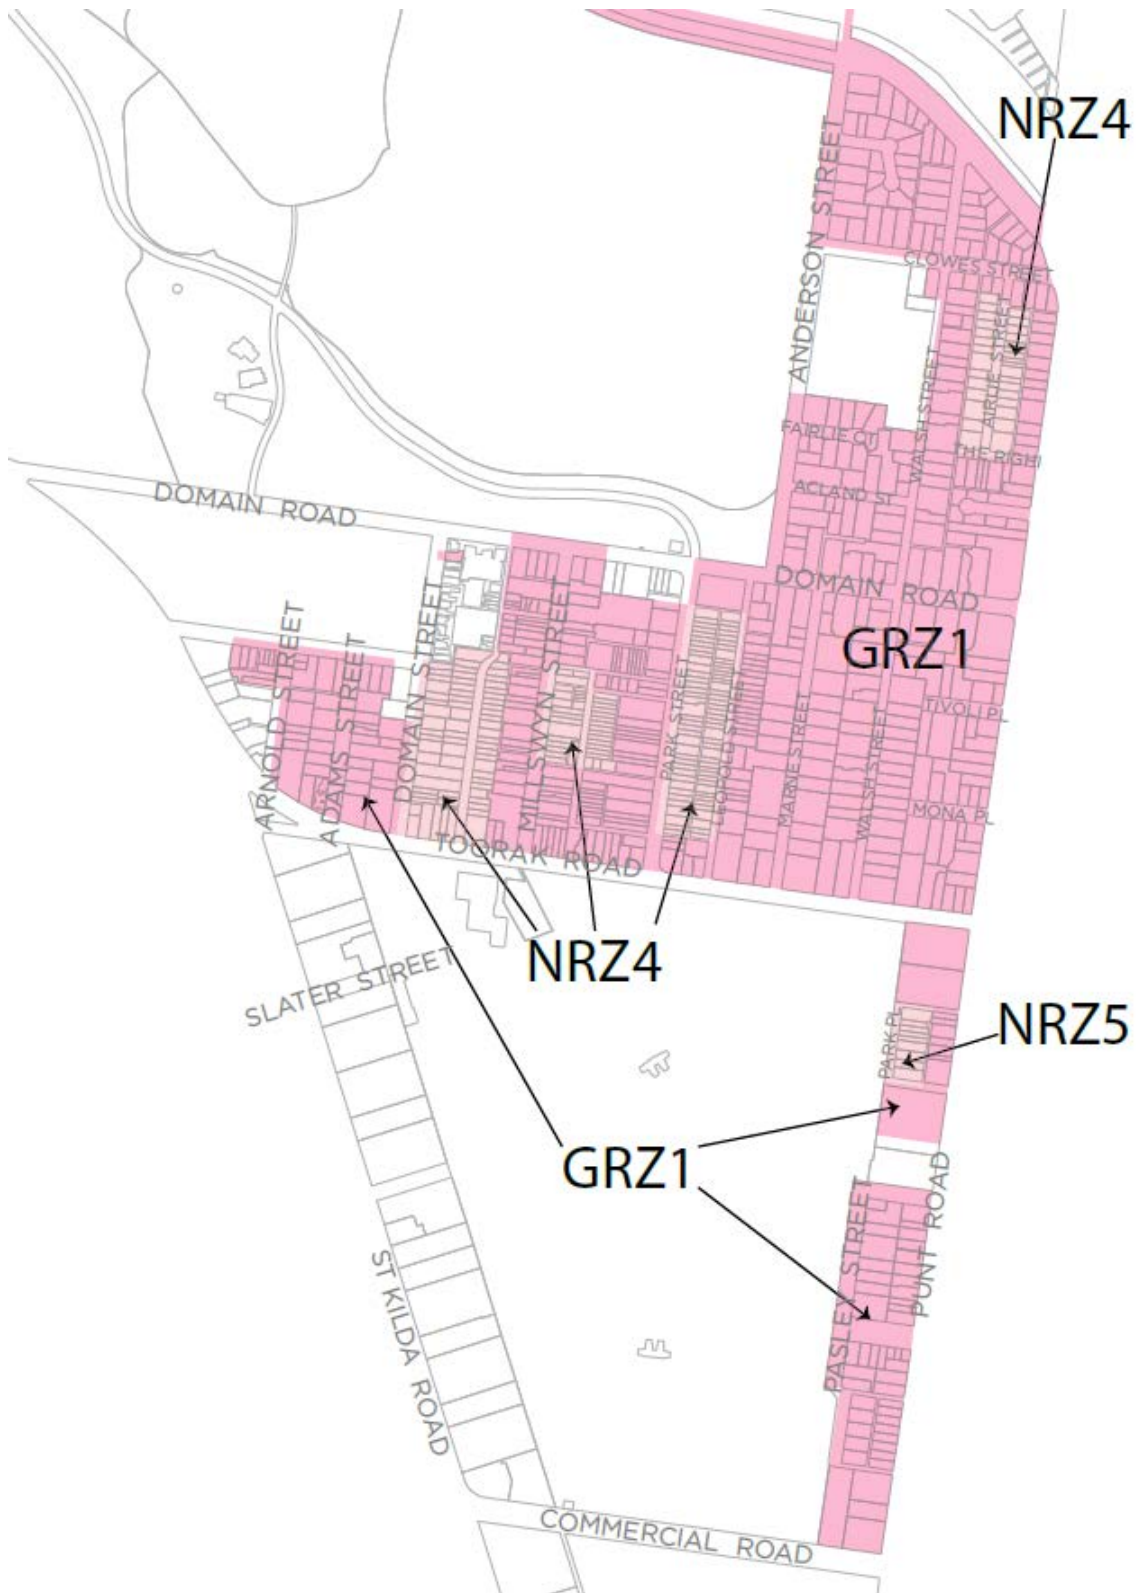 NRZ4
ANDERSON STREET
CLOWES STREET
AIRLIE STREET
WALSH STREET
FAIRLIE CT
THE RIGHI
ACLAND ST
DOMAIN ROAD
DOMAIN ROAD
GRZ1
ARNOLD STREET
ADAMS STREET
DOMAIN STREET
MILLSWYN STREET
PARK STREET
LEOPOLD STREET
MARNE STREET
WALSH STREET
TIVOLI PL
MONA PL
TOORAK ROAD
NRZ4
SLATER STREET
PARK PL
NRZ5
GRZ1
PUNT ROAD
PASLEY STREET
ST KILDA ROAD
COMMERCIAL ROAD